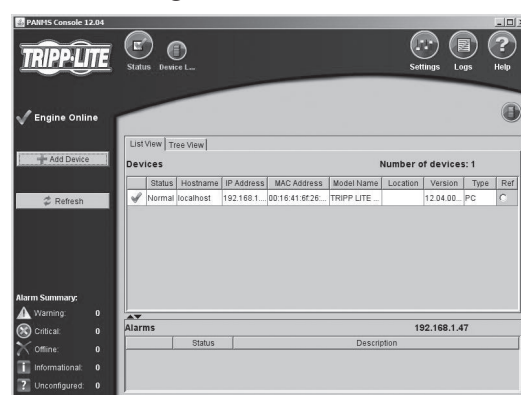 PANMS Console 12.04
TRIPP·LITE
Status Device L... Settings Logs Help
Engine Online
List View Tree View
Add Device
Devices Number of devices: 1
Status Hostname IP Address MAC Address Model Name Location Version Type Ref
Normal localhost 192.168.1.... 00:16:41:6f:26:... TRIPP LITE ... 12.04.00... PC
Refresh
Alarm Summary:
Warning: 0
Alarms 192.168.1.47
Critical: 0
Status Description
Offline: 0
Informational: 0
Unconfigured: 0